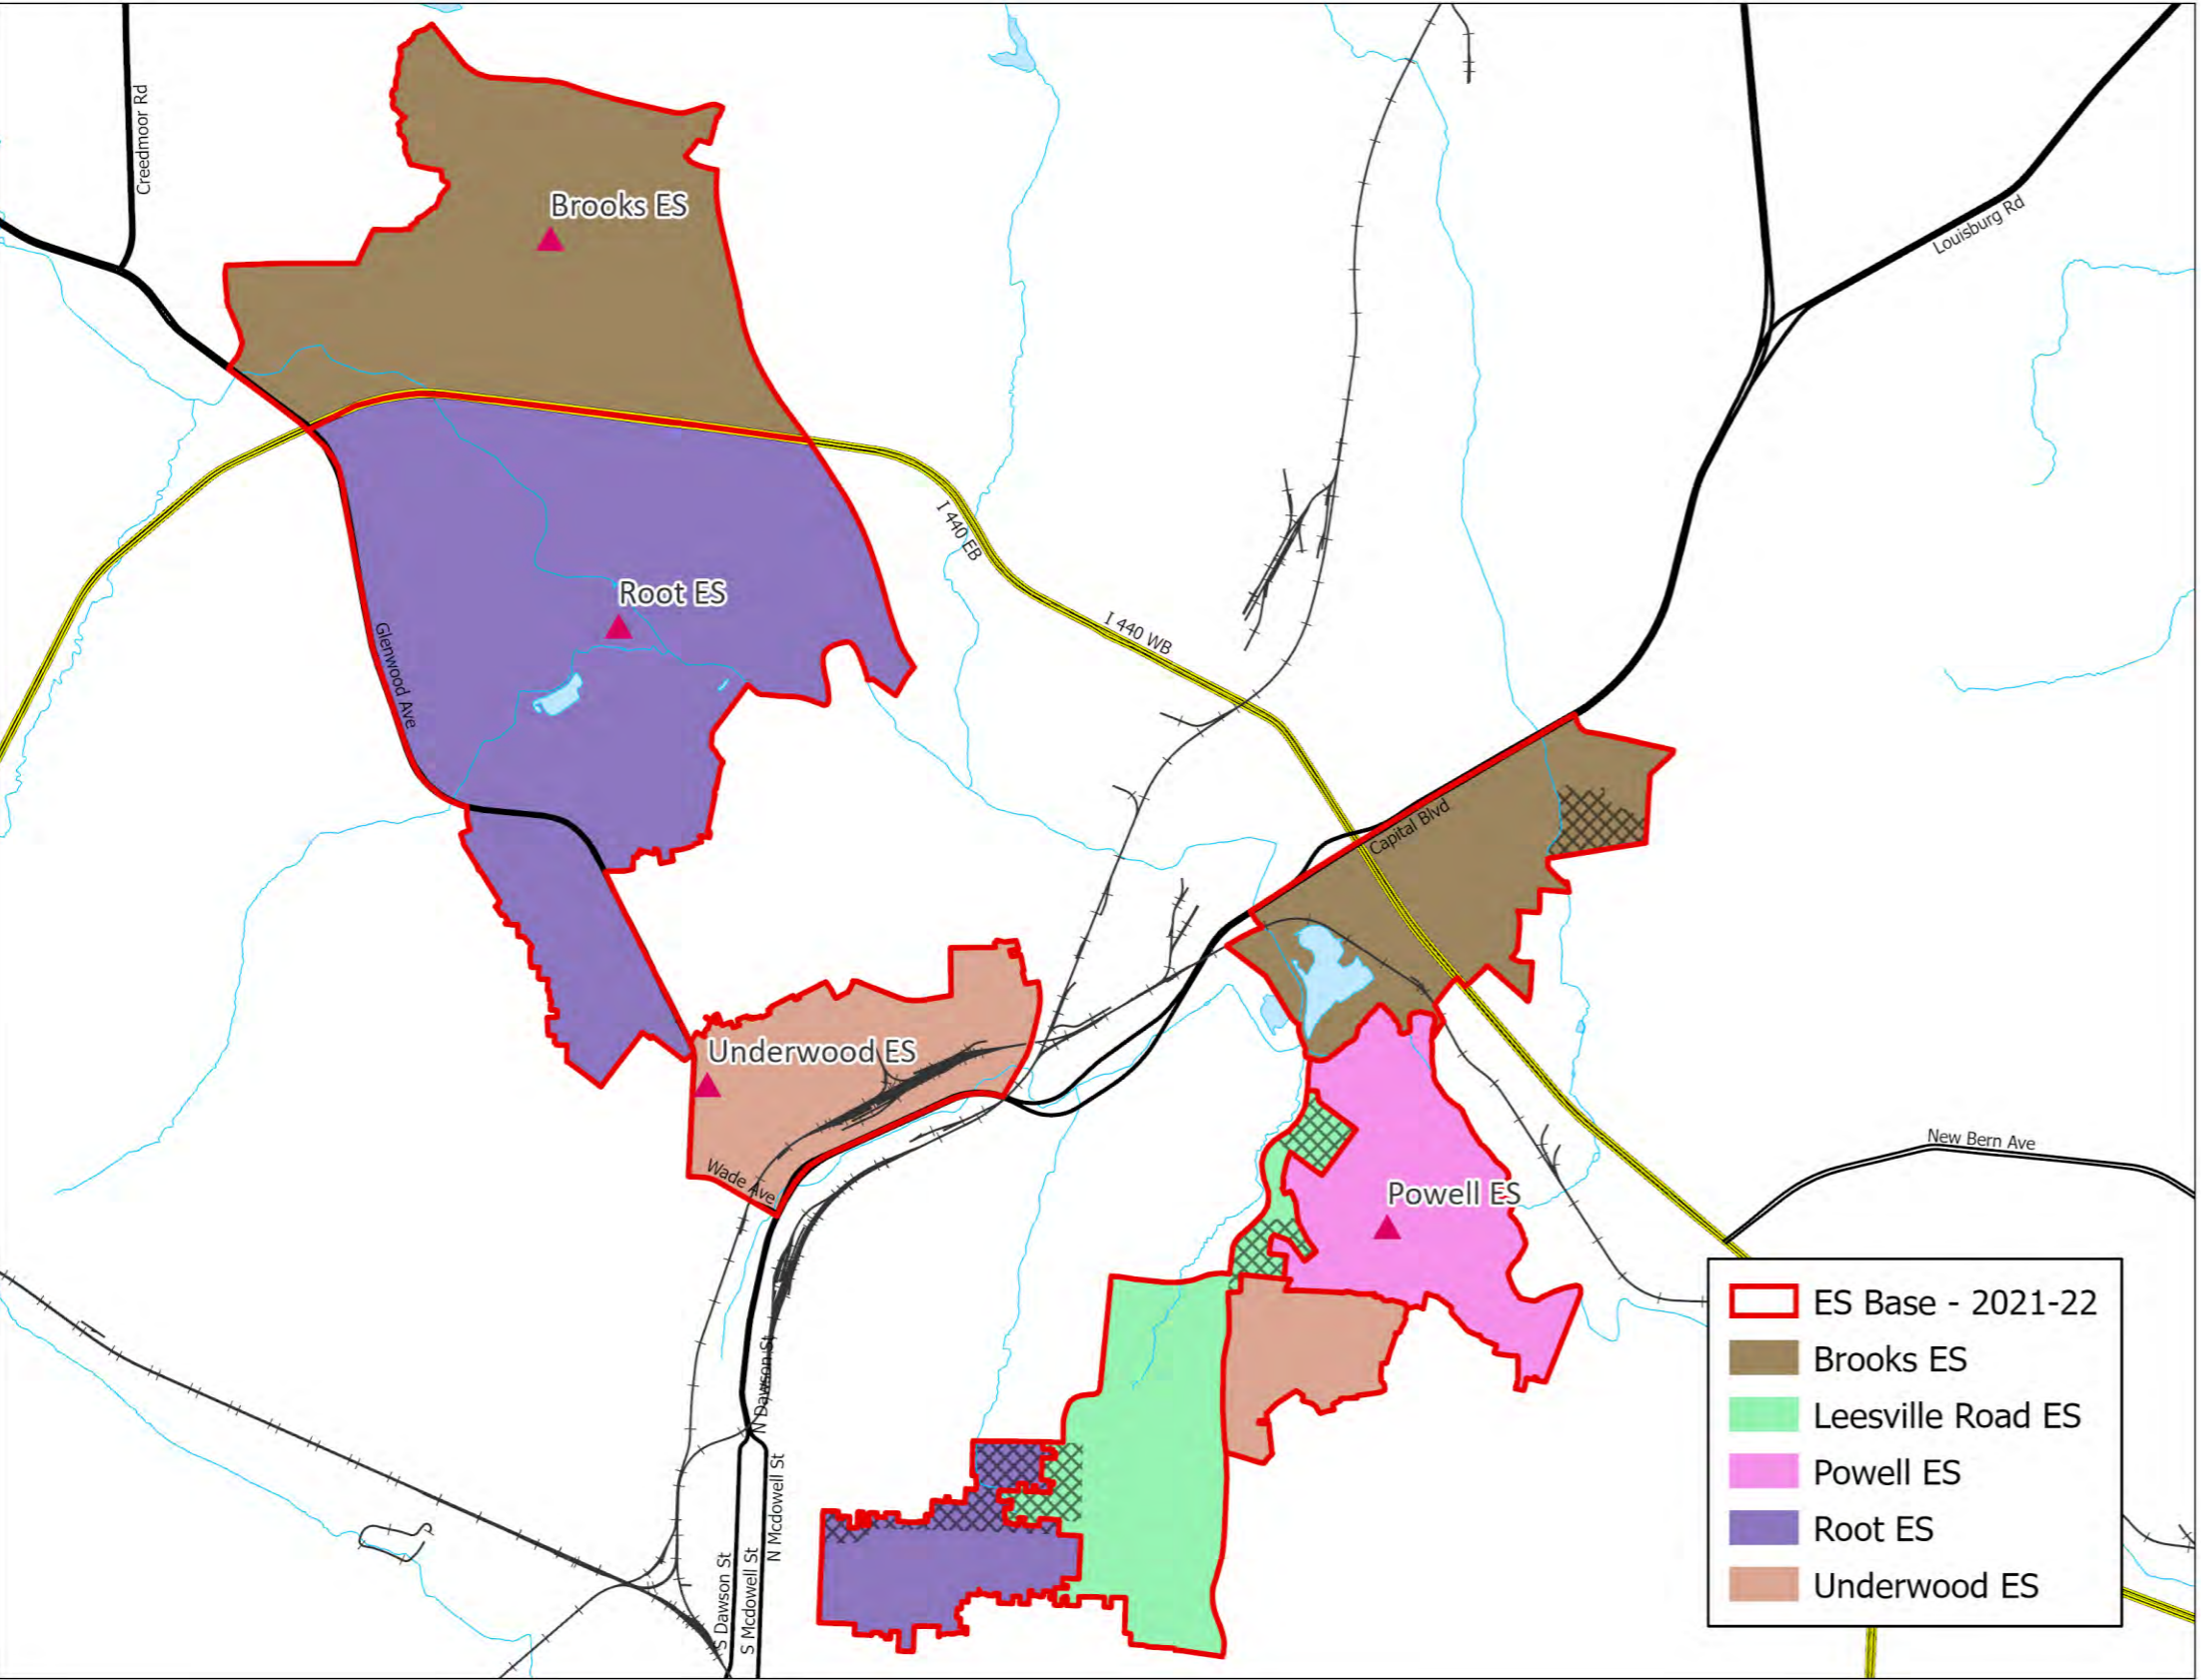 Creedmoor Rd
Brooks ES
Louisburg Rd
I 440 EB
Root ES
I 440 WB
Glenwood Ave
Capital Blvd
Underwood ES
New Bern Ave
Wade Ave
Powell ES
N Dawson St
N Mcdowell St
S Dawson St
S Mcdowell St
ES Base - 2021-22
Brooks ES
Leesville Road ES
Powell ES
Root ES
Underwood ES